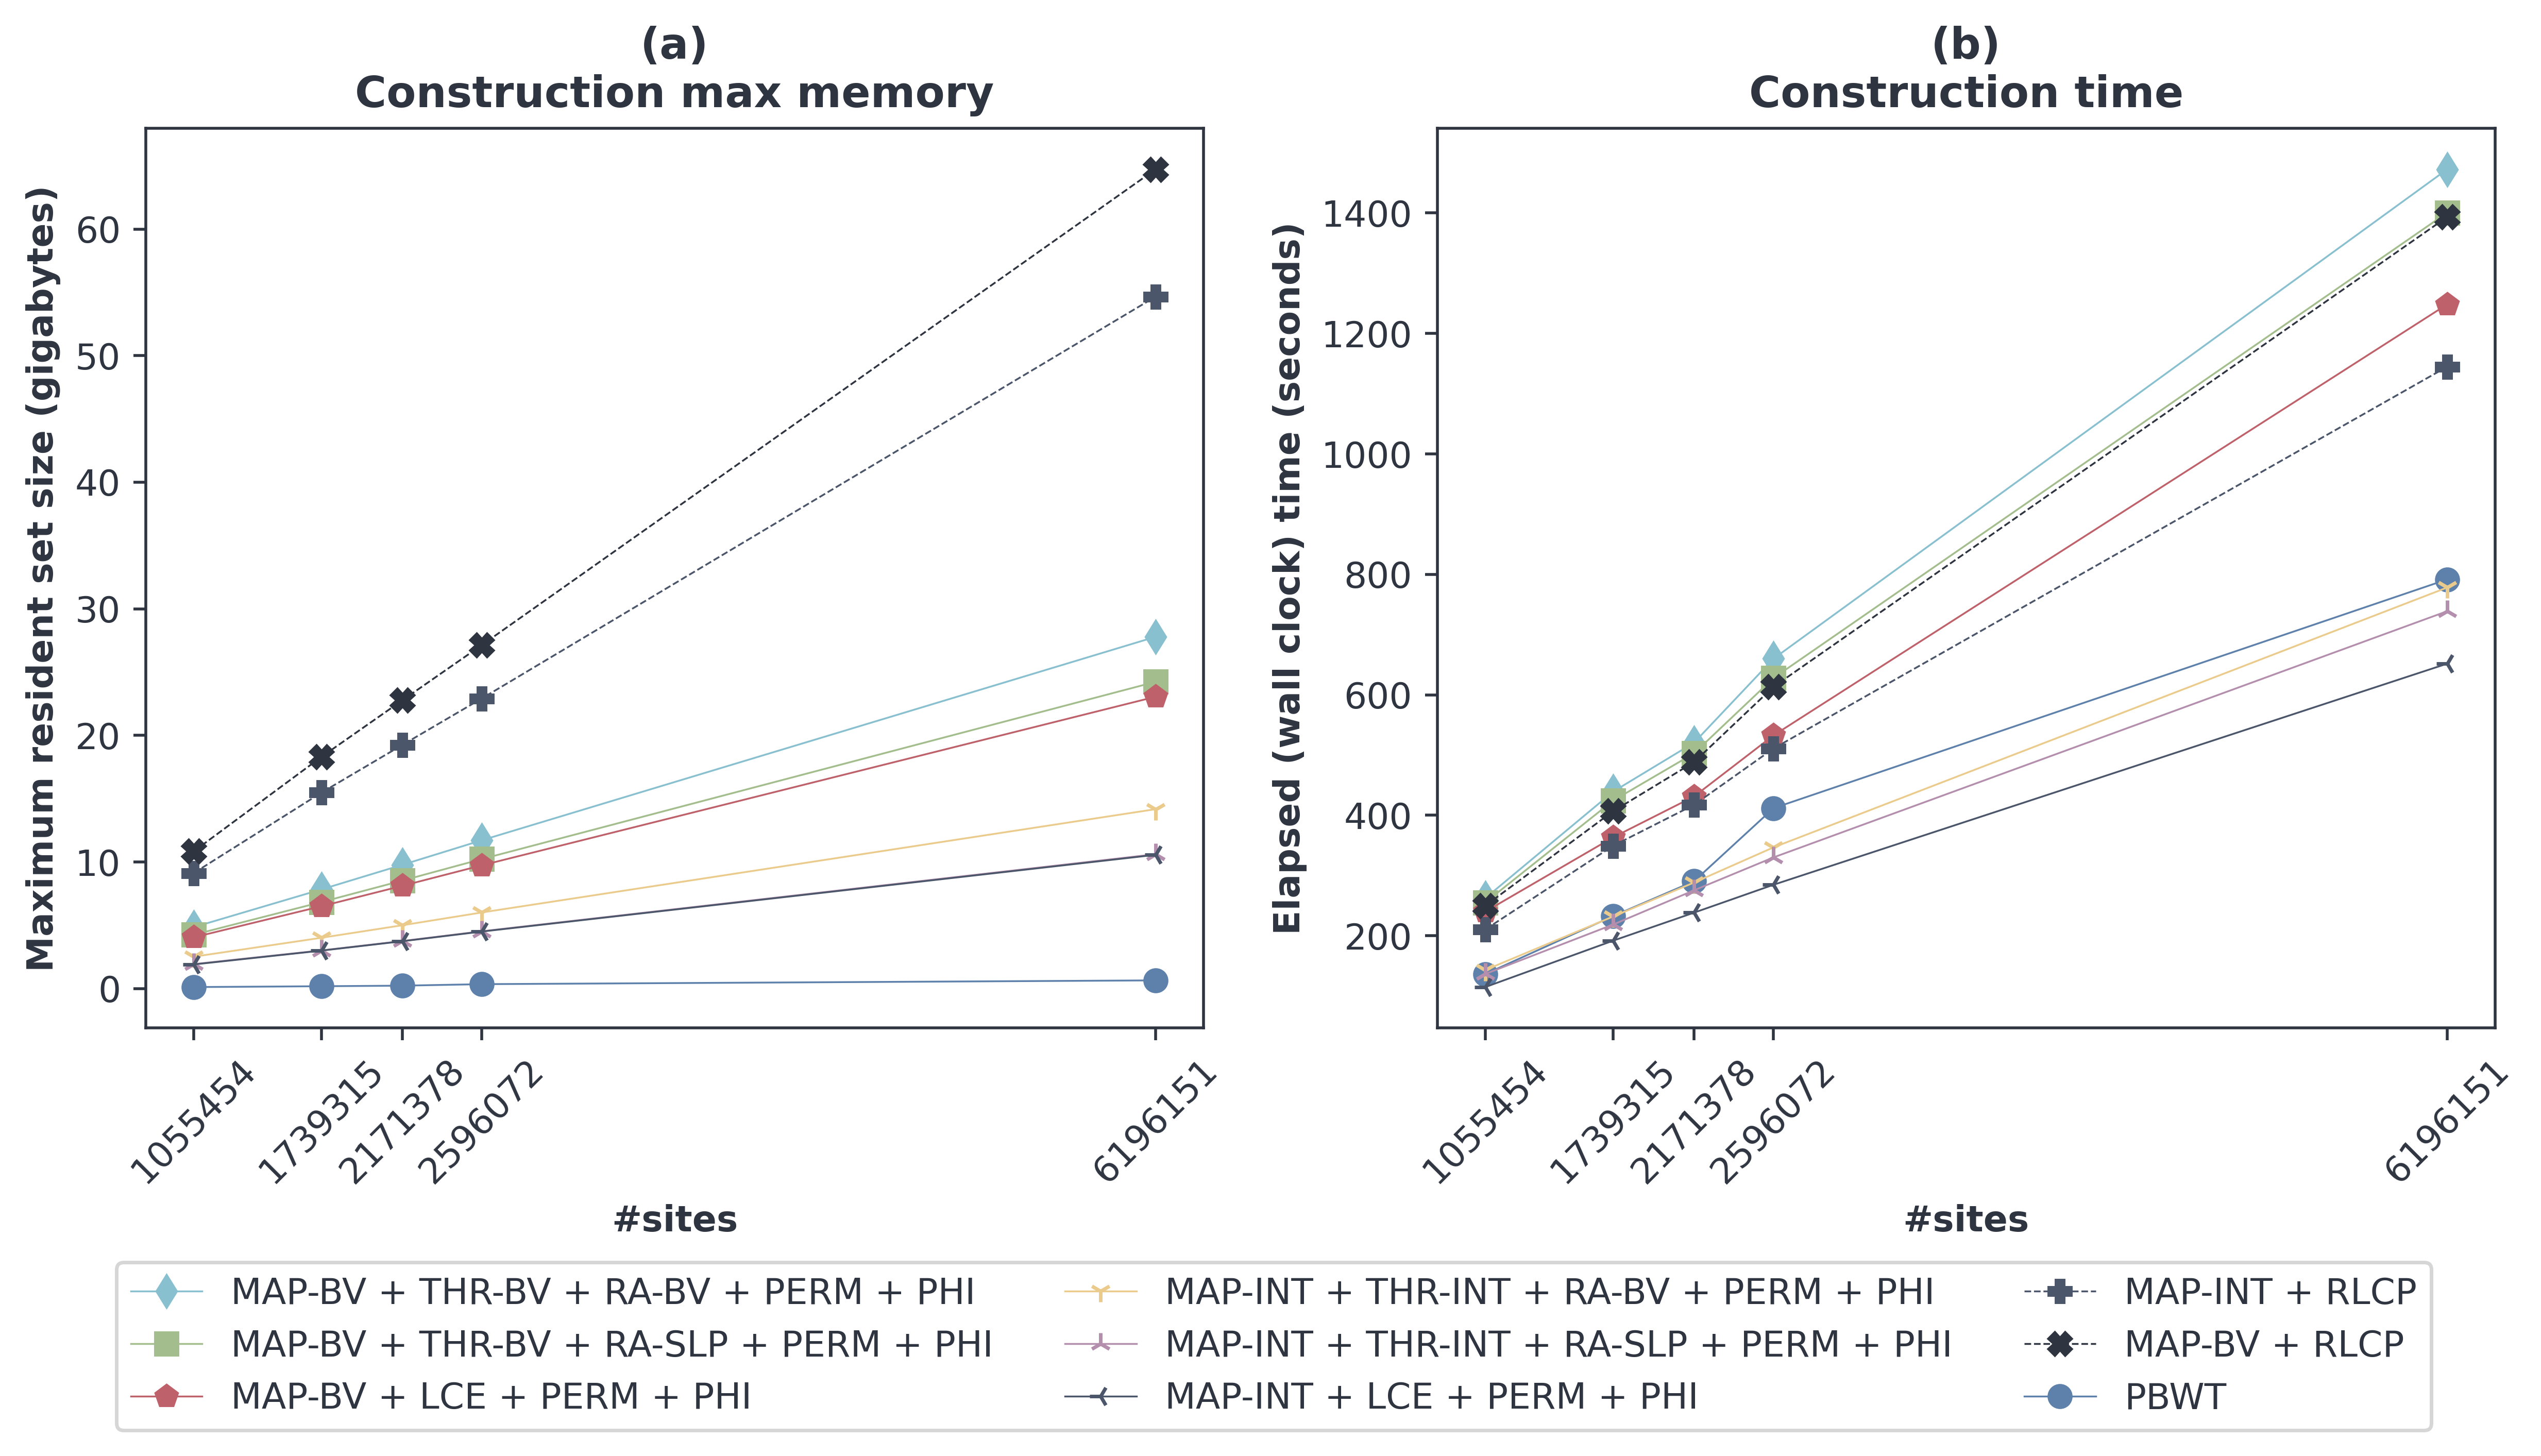 (a)
Construction max memory
Maximum resident set size (gigabytes)
60
50
40
30
20
10
0
1055454
1739315
2171378
2596072
6196151
#sites
(b)
Construction time
Elapsed (wall clock) time (seconds)
1400
1200
1000
800
600
400
200
1055454
1739315
2171378
2596072
6196151
#sites
MAP-BV + THR-BV + RA-BV + PERM + PHI
MAP-BV + THR-BV + RA-SLP + PERM + PHI
MAP-BV + LCE + PERM + PHI
MAP-INT + THR-INT + RA-BV + PERM + PHI
MAP-INT + THR-INT + RA-SLP + PERM + PHI
MAP-INT + LCE + PERM + PHI
MAP-INT + RLCP
MAP-BV + RLCP
PBWT